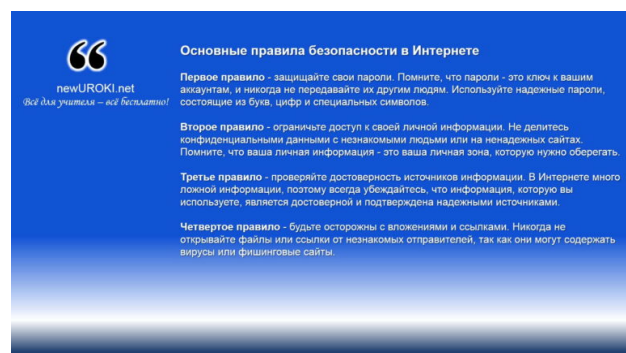 newUROKI.net
Всё для учителя – всё бесплатно!
Основные правила безопасности в Интернете
Первое правило - защищайте свои пароли. Помните, что пароли - это ключ к вашим
аккаунтам, и никогда не передавайте их другим людям. Используйте надежные пароли,
состоящие из букв, цифр и специальных символов.
Второе правило - ограничьте доступ к своей личной информации. Не делитесь
конфиденциальными данными с незнакомыми людьми или на ненадежных сайтах.
Помните, что ваша личная информация - это ваша личная зона, которую нужно оберегать.
Третье правило - проверяйте достоверность источников информации. В Интернете много
ложной информации, поэтому всегда убеждайтесь, что информация, которую вы
используете, является достоверной и подтверждена надежными источниками.
Четвертое правило - будьте осторожны с вложениями и ссылками. Никогда не
открывайте файлы или ссылки от незнакомых отправителей, так как они могут содержать
вирусы или фишинговые сайты.